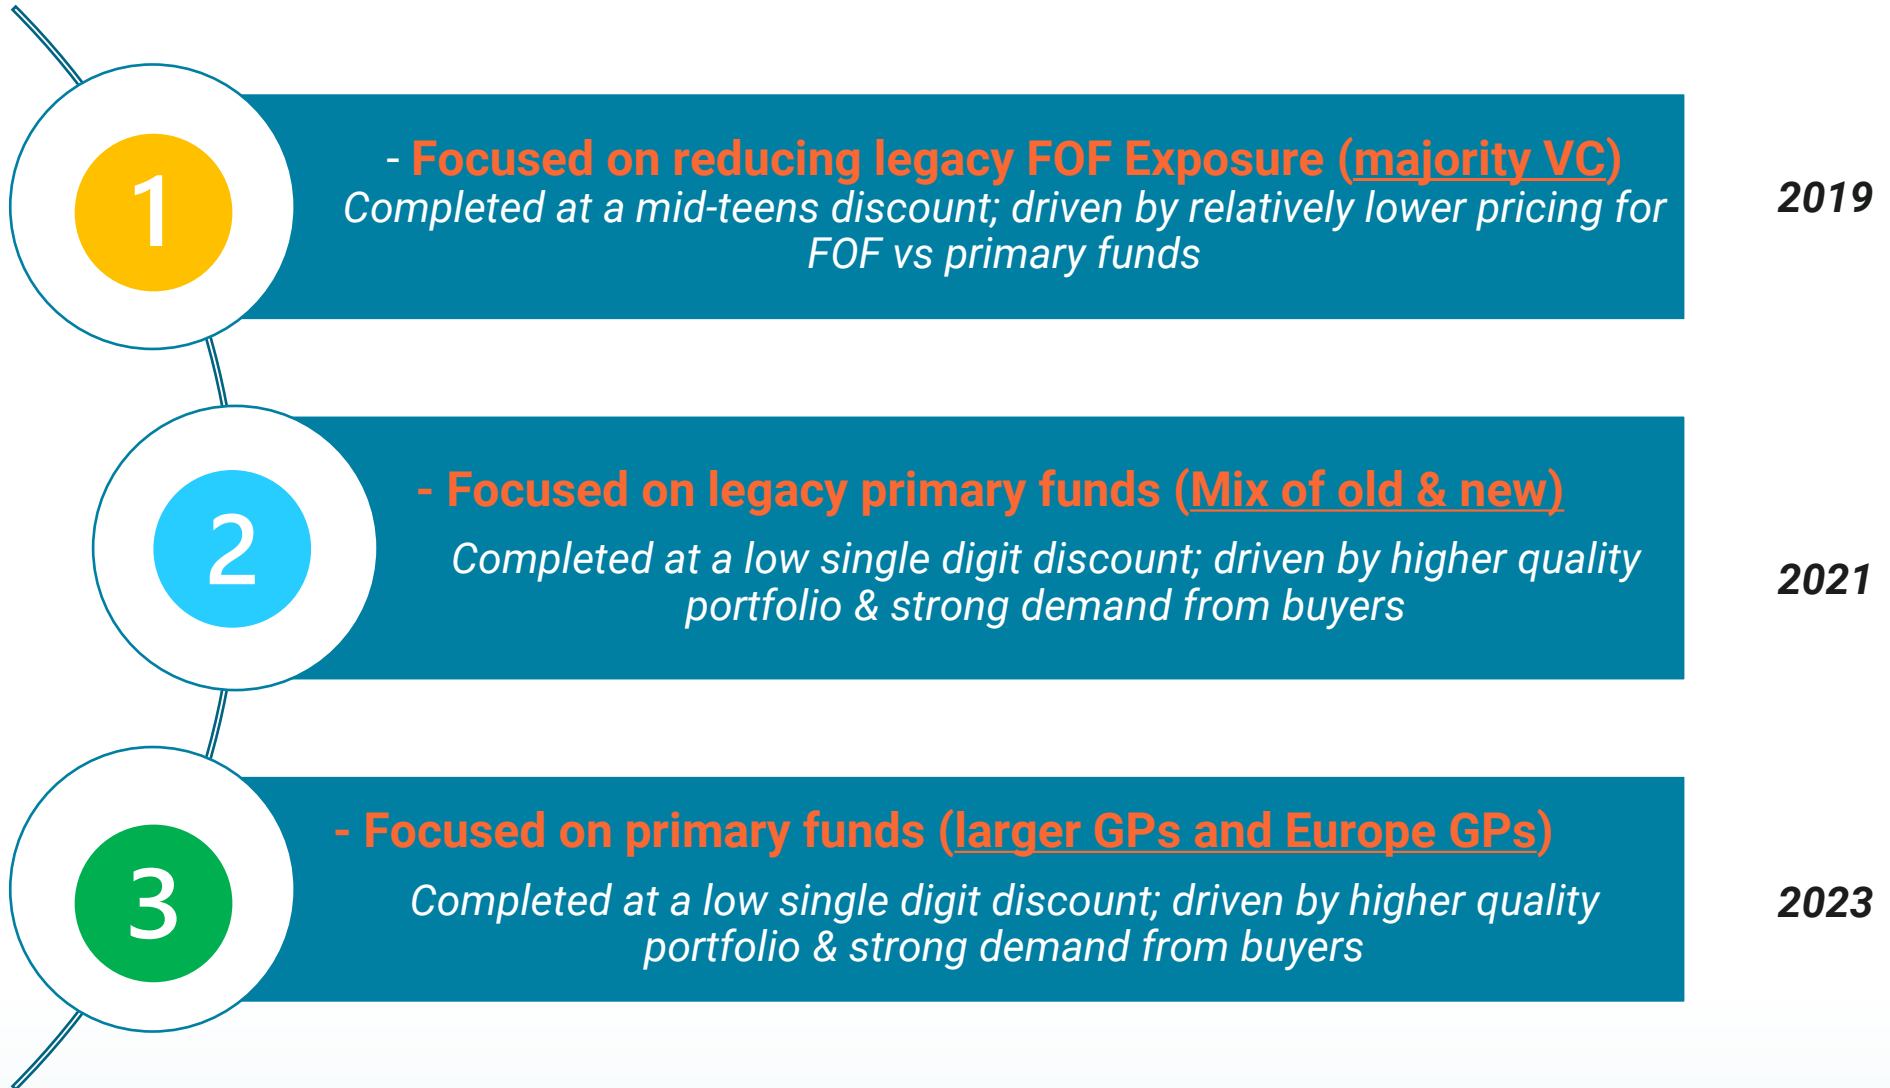 1
- Focused on reducing legacy FOF Exposure (majority VC)
Completed at a mid-teens discount; driven by relatively lower pricing for
FOF vs primary funds
2019
2
- Focused on legacy primary funds (Mix of old & new)
Completed at a low single digit discount; driven by higher quality
portfolio & strong demand from buyers
2021
3
- Focused on primary funds (larger GPs and Europe GPs)
Completed at a low single digit discount; driven by higher quality
portfolio & strong demand from buyers
2023